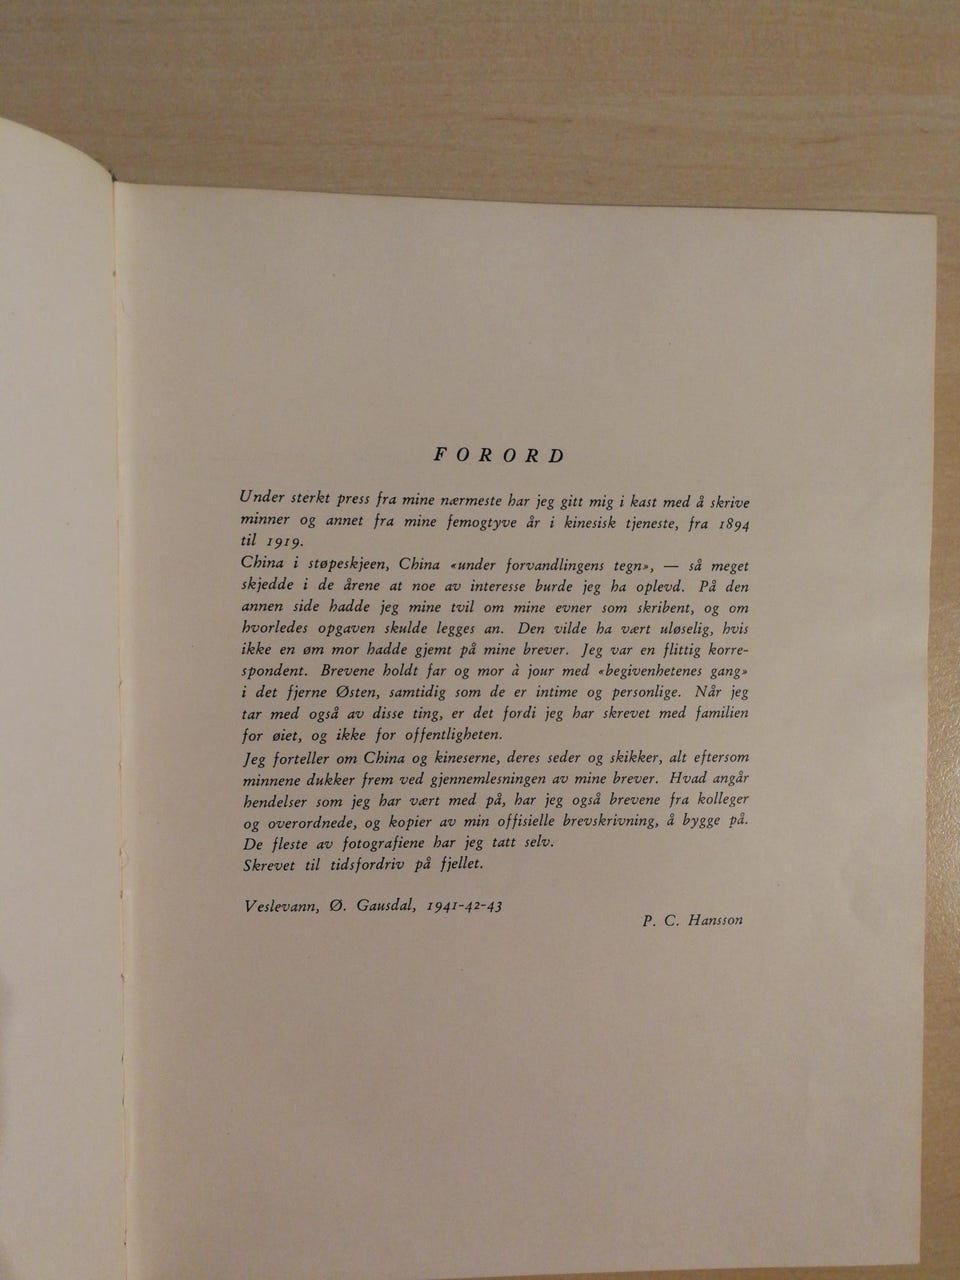 FORORD
Under sterkt press fra mine nærmeste har jeg gitt mig i kast med å skrive
minner og annet fra mine femogtyve år i kinesisk tjeneste, fra 1894
til 1919.
China i støpeskjeen, China «under forvandlingens tegn», — så meget
skjedde i de årene at noe av interesse burde jeg ha oplevd. På den
annen side hadde jeg mine tvil om mine evner som skribent, og om
hvorledes opgaven skulde legges an. Den vilde ha vært uløselig, hvis
ikke en øm mor hadde gjemt på mine brever. Jeg var en flittig korre-
spondent. Brevene holdt far og mor à jour med «begivenhetenes gang»
i det fjerne Østen, samtidig som de er intime og personlige. Når jeg
tar med også av disse ting, er det fordi jeg har skrevet med familien
for øiet, og ikke for offentligheten.
Jeg forteller om China og kineserne, deres seder og skikker, alt eftersom
minnene dukker frem ved gjennemlesningen av mine brever. Hvad angår
hendelser som jeg har vært med på, har jeg også brevene fra kolleger
og overordnede, og kopier av min offisielle brevskrivning, å bygge på.
De fleste av fotografiene har jeg tatt selv.
Skrevet til tidsfordriv på fjellet.
Veslevann, Ø. Gausdal, 1941-42-43
P. C. Hansson